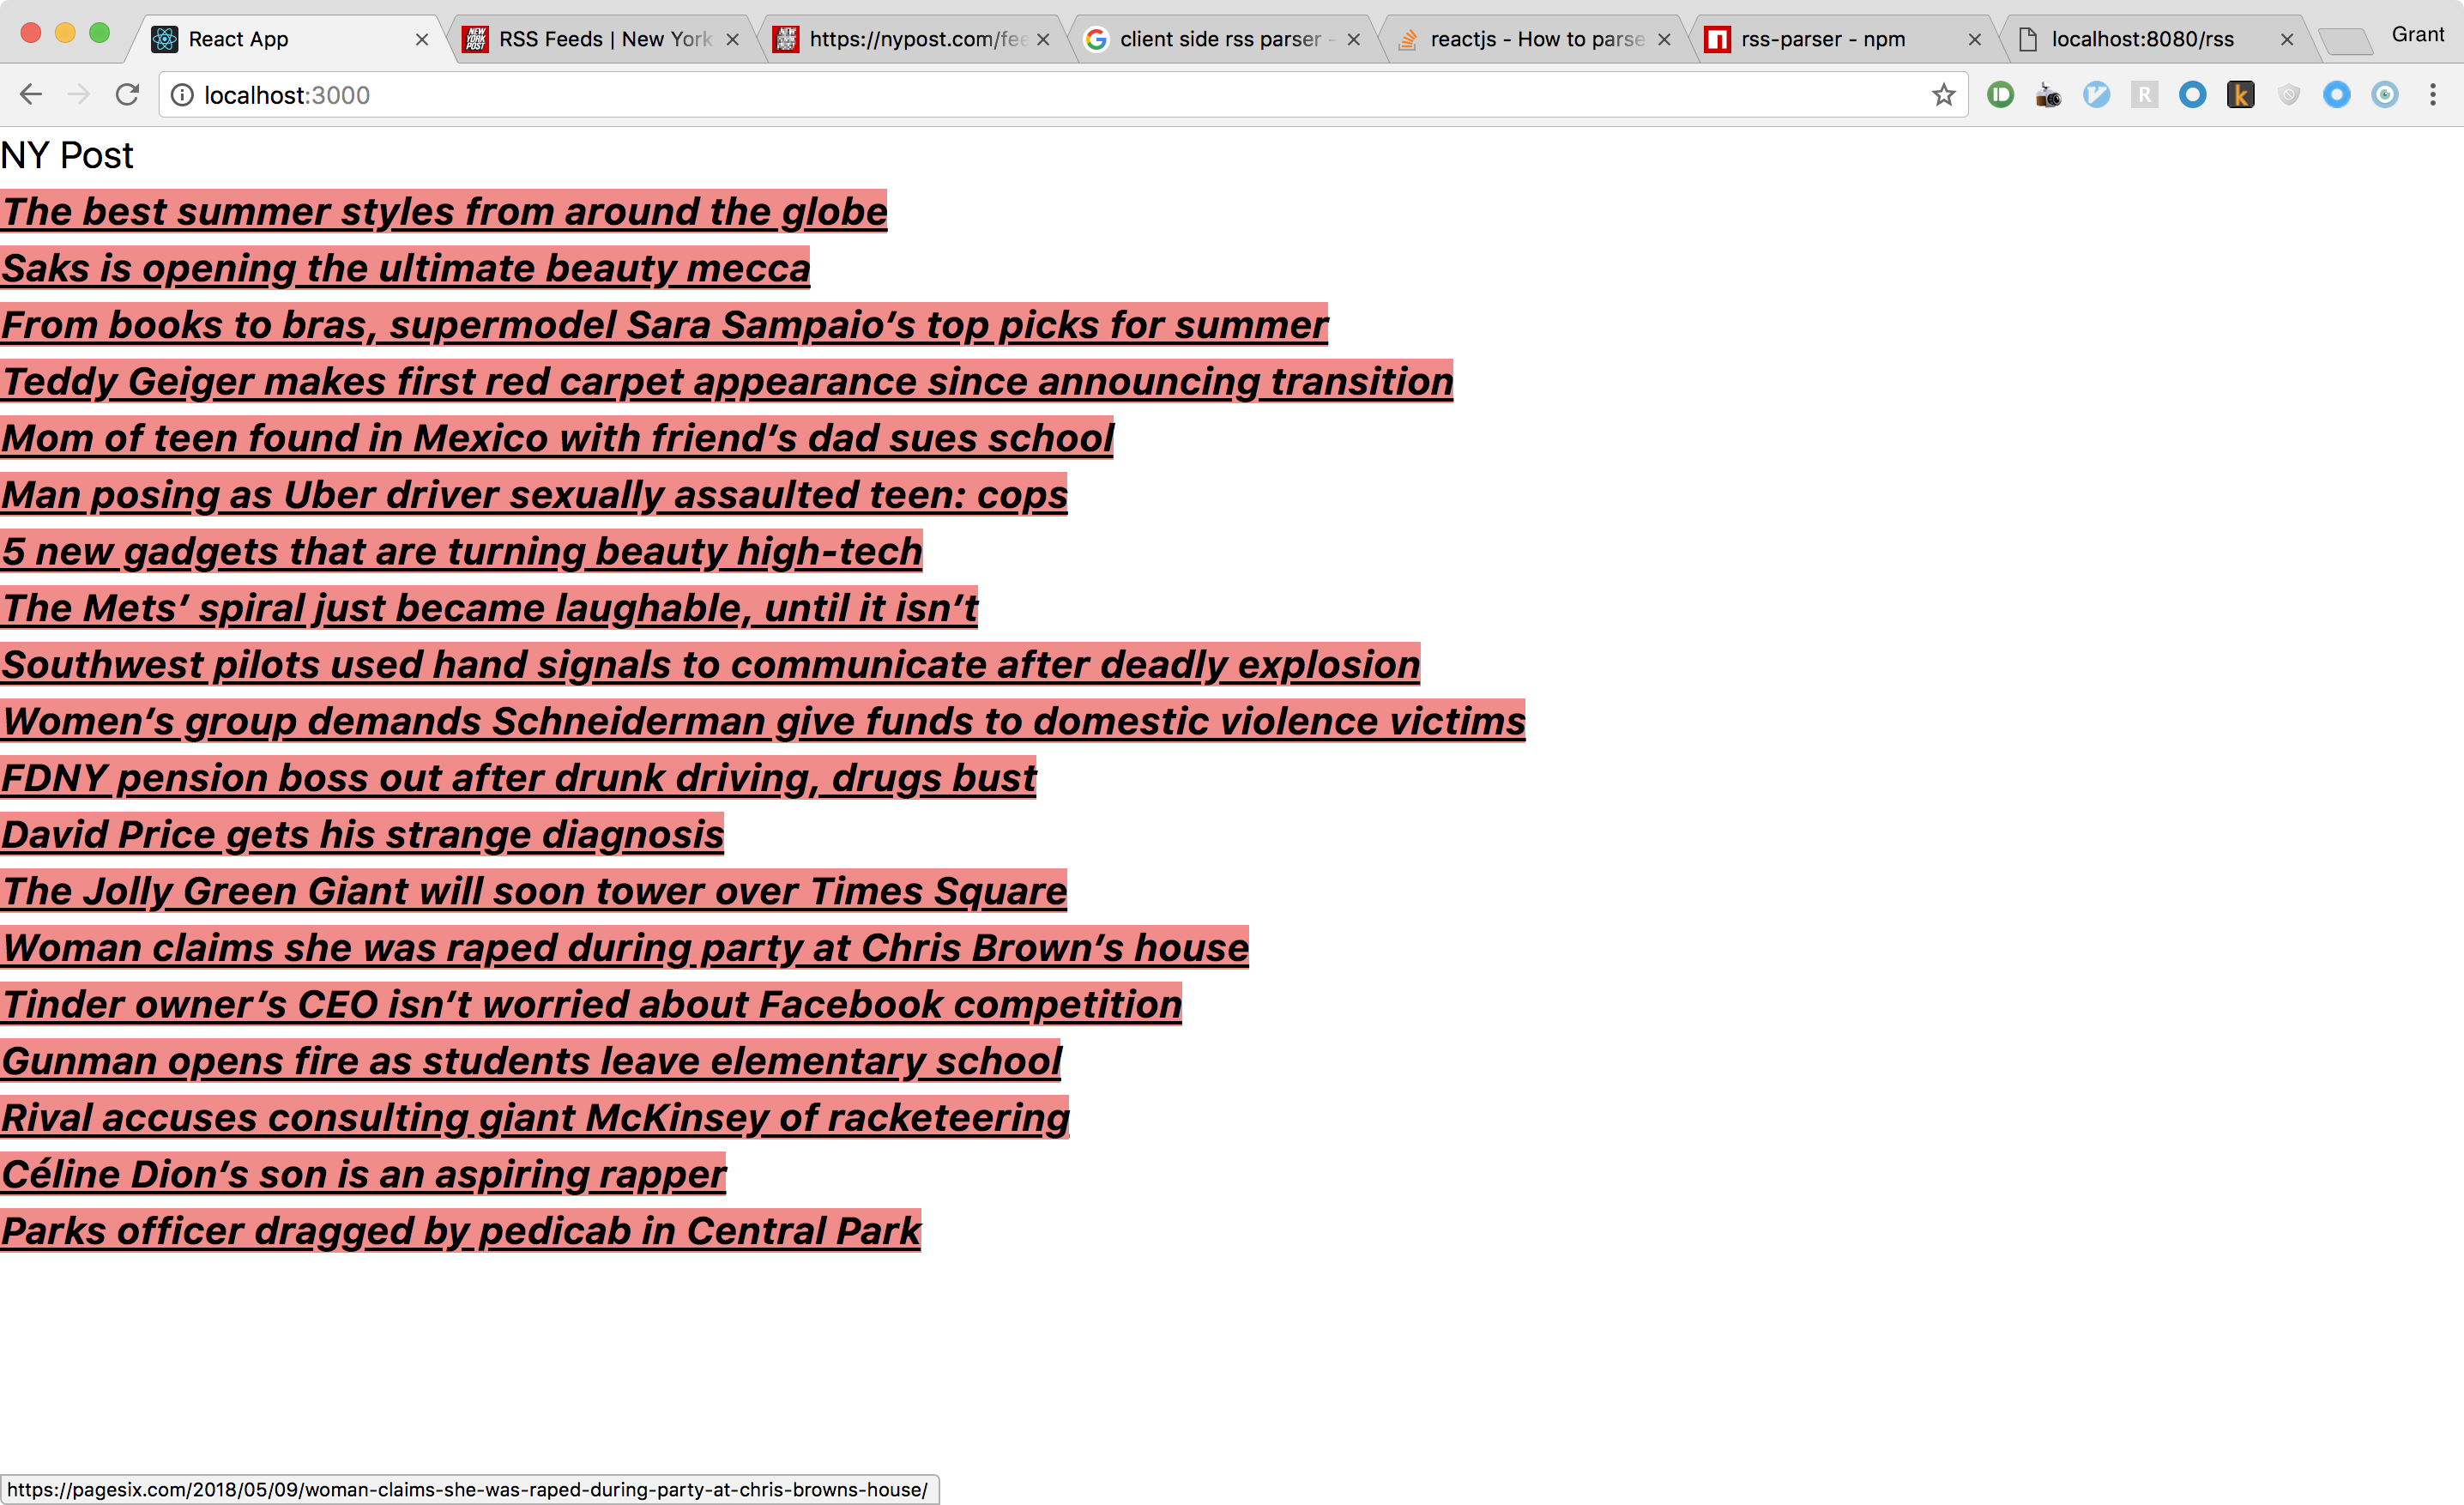 React App
RSS Feeds | New York
https://nypost.com/fee
client side rss parser -
reactjs - How to parse
rss-parser - npm
localhost:8080/rss
Grant
localhost:3000
NY Post
The best summer styles from around the globe
Saks is opening the ultimate beauty mecca
From books to bras, supermodel Sara Sampaio’s top picks for summer
Teddy Geiger makes first red carpet appearance since announcing transition
Mom of teen found in Mexico with friend’s dad sues school
Man posing as Uber driver sexually assaulted teen: cops
5 new gadgets that are turning beauty high-tech
The Mets’ spiral just became laughable, until it isn’t
Southwest pilots used hand signals to communicate after deadly explosion
Women’s group demands Schneiderman give funds to domestic violence victims
FDNY pension boss out after drunk driving, drugs bust
David Price gets his strange diagnosis
The Jolly Green Giant will soon tower over Times Square
Woman claims she was raped during party at Chris Brown’s house
Tinder owner’s CEO isn’t worried about Facebook competition
Gunman opens fire as students leave elementary school
Rival accuses consulting giant McKinsey of racketeering
Céline Dion’s son is an aspiring rapper
Parks officer dragged by pedicab in Central Park
https://pagesix.com/2018/05/09/woman-claims-she-was-raped-during-party-at-chris-browns-house/